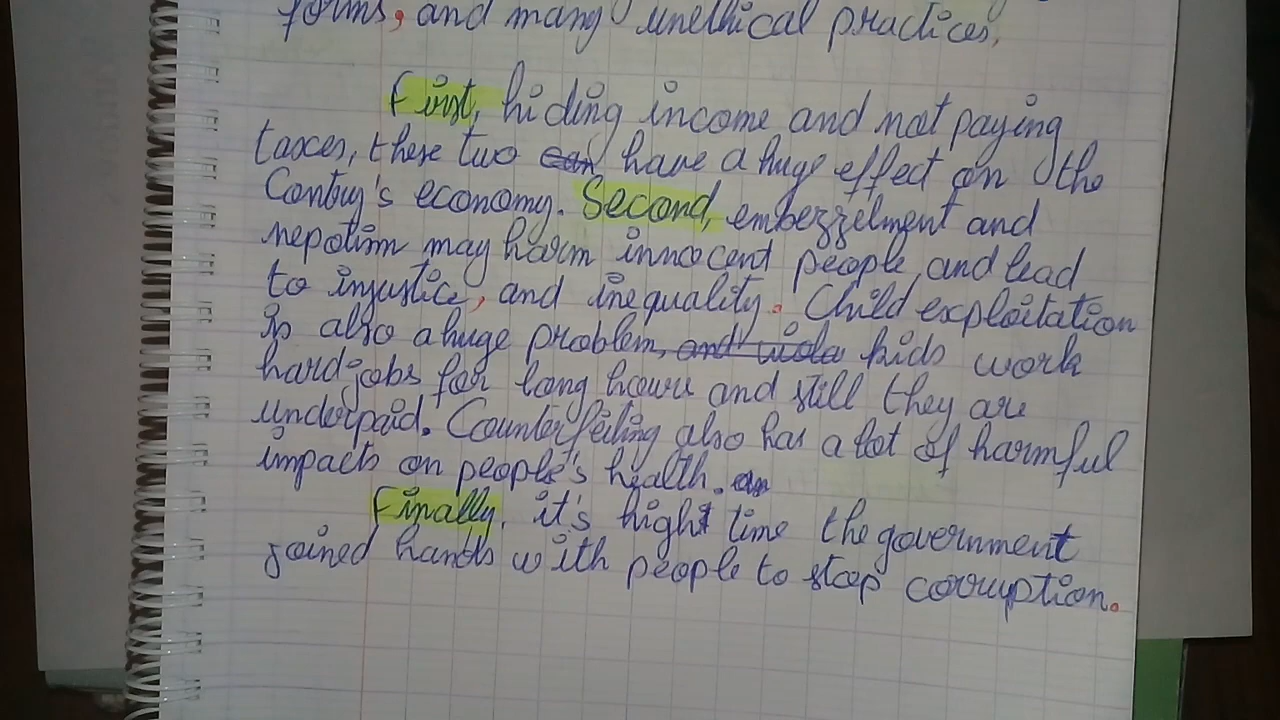 forms, and many unethical practices.
First, hiding income and not paying
taxes, these two can have a huge effect on the
Contry's economy. Second, embezzelment and
nepotism may harm innocent people, and lead
to injustice, and inequality. Child exploitation
is also a huge problem, and viola kids work
hard jobs for long hours and still they are
underpaid. Counterfeiting also has a lot of harmful
impacts on people's health.
Finally, it's hight time the government
joined hands with people to stop corruption.